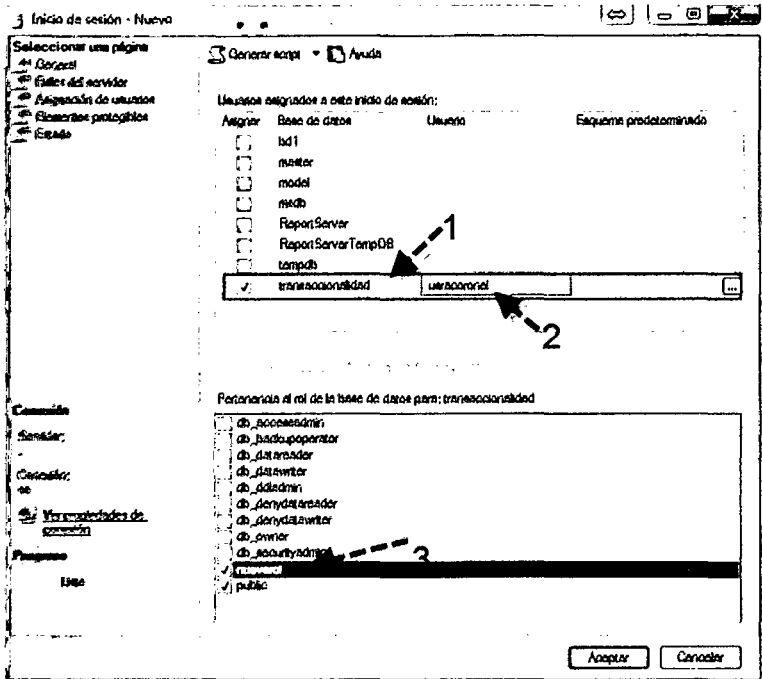 Inicio de sesión - Nuevo
Seleccionar una página
General
Roles del servidor
Asignación de usuarios
Elementos protegibles
Estado
Generar script
Ayuda
Usuarios asignados a este inicio de sesión:
Asignar Base de datos Usuario Esquema predeterminado
bd1
master
model
msdb
ReportServer
ReportServerTempDB
tempdb
transaccionalidad usracoronel ...
1
2
Pertenencia al rol de la base de datos para: transaccionalidad
db_accessadmin
db_backupoperator
db_datareader
db_datawriter
db_ddladmin
db_denydatareader
db_denydatawriter
db_owner
db_securityadmin
public
3
Conexión
Servidor:
Conexión:
Ver propiedades de
conexión
Progreso
Listo
Aceptar
Cancelar